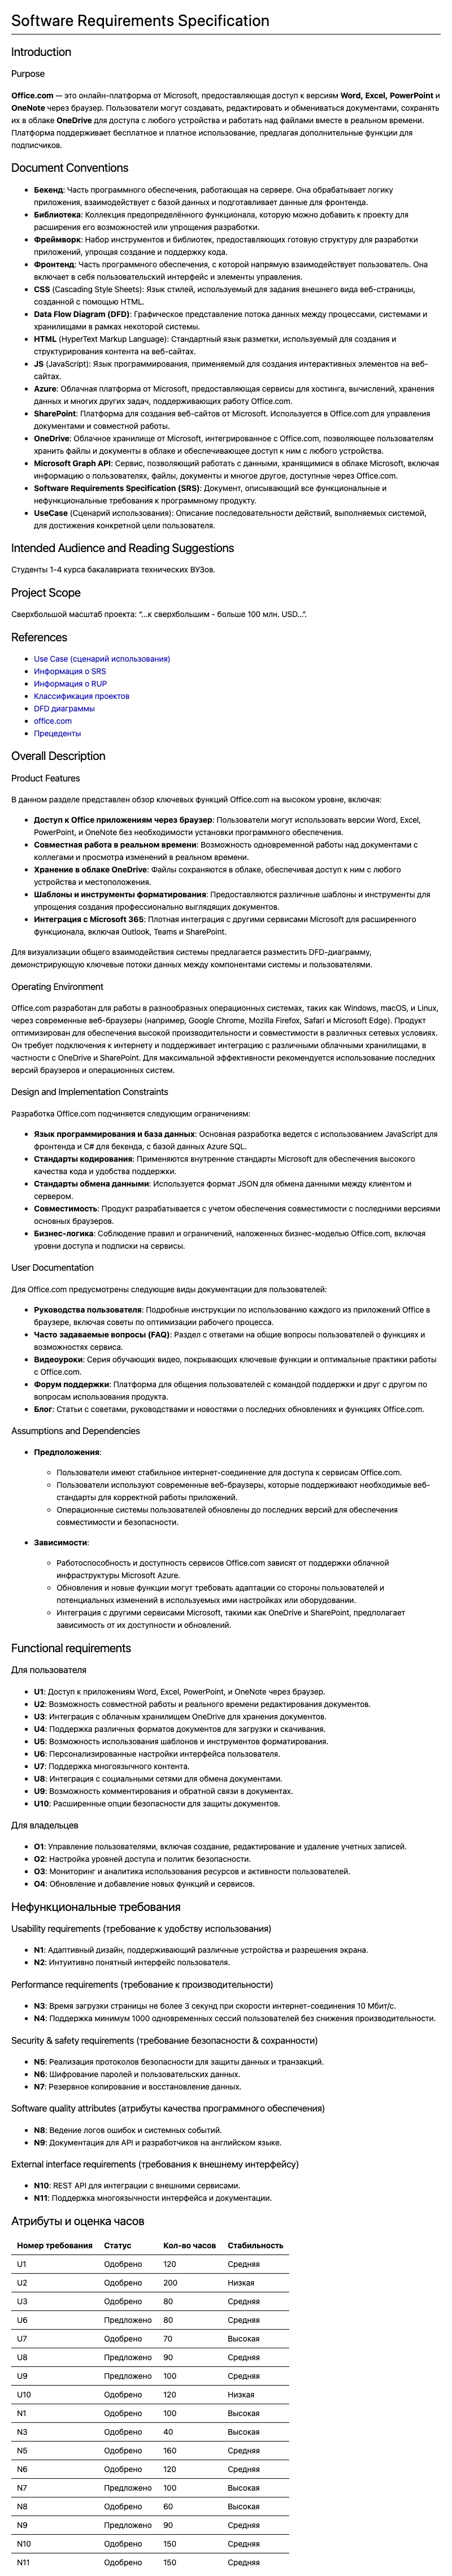 Software Requirements Specification
Introduction
Purpose
Office.com — это онлайн-платформа от Microsoft, предоставляющая доступ к версиям Word, Excel, PowerPoint и
OneNote через браузер. Пользователи могут создавать, редактировать и обмениваться документами, сохранять
их в облаке OneDrive для доступа с любого устройства и работать над файлами вместе в реальном времени.
Платформа поддерживает бесплатное и платное использование, предлагая дополнительные функции для
подписчиков.
Document Conventions
• Бекенд: Часть программного обеспечения, работающая на сервере. Она обрабатывает логику
приложения, взаимодействует с базой данных и подготавливает данные для фронтенда.
• Библиотека: Коллекция предопределённого функционала, которую можно добавить к проекту для
расширения его возможностей или упрощения разработки.
• Фреймворк: Набор инструментов и библиотек, предоставляющих готовую структуру для разработки
приложений, упрощая создание и поддержку кода.
• Фронтенд: Часть программного обеспечения, с которой напрямую взаимодействует пользователь. Она
включает в себя пользовательский интерфейс и элементы управления.
• CSS (Cascading Style Sheets): Язык стилей, используемый для задания внешнего вида веб-страницы,
созданной с помощью HTML.
• Data Flow Diagram (DFD): Графическое представление потока данных между процессами, системами и
хранилищами в рамках некоторой системы.
• HTML (HyperText Markup Language): Стандартный язык разметки, используемый для создания и
структурирования контента на веб-сайтах.
• JS (JavaScript): Язык программирования, применяемый для создания интерактивных элементов на веб-
сайтах.
• Azure: Облачная платформа от Microsoft, предоставляющая сервисы для хостинга, вычислений, хранения
данных и многих других задач, поддерживающих работу Office.com.
• SharePoint: Платформа для создания веб-сайтов от Microsoft. Используется в Office.com для управления
документами и совместной работы.
• OneDrive: Облачное хранилище от Microsoft, интегрированное с Office.com, позволяющее пользователям
хранить файлы и документы в облаке и обеспечивающее доступ к ним с любого устройства.
• Microsoft Graph API: Сервис, позволяющий работать с данными, хранящимися в облаке Microsoft, включая
информацию о пользователях, файлы, документы и многое другое, доступные через Office.com.
• Software Requirements Specification (SRS): Документ, описывающий все функциональные и
нефункциональные требования к программному продукту.
• UseCase (Сценарий использования): Описание последовательности действий, выполняемых системой,
для достижения конкретной цели пользователя.
Intended Audience and Reading Suggestions
Студенты 1-4 курса бакалавриата технических ВУЗов.
Project Scope
Сверхбольшой масштаб проекта: “...к сверхбольшим - больше 100 млн. USD...”.
References
• Use Case (сценарий использования)
• Информация о SRS
• Информация о RUP
• Классификация проектов
• DFD диаграммы
• office.com
• Прецеденты
Overall Description
Product Features
В данном разделе представлен обзор ключевых функций Office.com на высоком уровне, включая:
• Доступ к Office приложениям через браузер: Пользователи могут использовать версии Word, Excel,
PowerPoint, и OneNote без необходимости установки программного обеспечения.
• Совместная работа в реальном времени: Возможность одновременной работы над документами с
коллегами и просмотра изменений в реальном времени.
• Хранение в облаке OneDrive: Файлы сохраняются в облаке, обеспечивая доступ к ним с любого
устройства и местоположения.
• Шаблоны и инструменты форматирования: Предоставляются различные шаблоны и инструменты для
упрощения создания профессионально выглядящих документов.
• Интеграция с Microsoft 365: Плотная интеграция с другими сервисами Microsoft для расширенного
функционала, включая Outlook, Teams и SharePoint.
Для визуализации общего взаимодействия системы предлагается разместить DFD-диаграмму,
демонстрирующую ключевые потоки данных между компонентами системы и пользователями.
Operating Environment
Office.com разработан для работы в разнообразных операционных системах, таких как Windows, macOS, и Linux,
через современные веб-браузеры (например, Google Chrome, Mozilla Firefox, Safari и Microsoft Edge). Продукт
оптимизирован для обеспечения высокой производительности и совместимости в различных сетевых условиях.
Он требует подключения к интернету и поддерживает интеграцию с различными облачными хранилищами, в
частности с OneDrive и SharePoint. Для максимальной эффективности рекомендуется использование последних
версий браузеров и операционных систем.
Design and Implementation Constraints
Разработка Office.com подчиняется следующим ограничениям:
• Язык программирования и база данных: Основная разработка ведется с использованием JavaScript для
фронтенда и C# для бекенда, с базой данных Azure SQL.
• Стандарты кодирования: Применяются внутренние стандарты Microsoft для обеспечения высокого
качества кода и удобства поддержки.
• Стандарты обмена данными: Используется формат JSON для обмена данными между клиентом и
сервером.
• Совместимость: Продукт разрабатывается с учетом обеспечения совместимости с последними версиями
основных браузеров.
• Бизнес-логика: Соблюдение правил и ограничений, наложенных бизнес-моделью Office.com, включая
уровни доступа и подписки на сервисы.
User Documentation
Для Office.com предусмотрены следующие виды документации для пользователей:
• Руководства пользователя: Подробные инструкции по использованию каждого из приложений Office в
браузере, включая советы по оптимизации рабочего процесса.
• Часто задаваемые вопросы (FAQ): Раздел с ответами на общие вопросы пользователей о функциях и
возможностях сервиса.
• Видеоуроки: Серия обучающих видео, покрывающих ключевые функции и оптимальные практики работы
с Office.com.
• Форум поддержки: Платформа для общения пользователей с командой поддержки и друг с другом по
вопросам использования продукта.
• Блог: Статьи с советами, руководствами и новостями о последних обновлениях и функциях Office.com.
Assumptions and Dependencies
• Предположения:
◦ Пользователи имеют стабильное интернет-соединение для доступа к сервисам Office.com.
◦ Пользователи используют современные веб-браузеры, которые поддерживают необходимые веб-
стандарты для корректной работы приложений.
◦ Операционные системы пользователей обновлены до последних версий для обеспечения
совместимости и безопасности.
• Зависимости:
◦ Работоспособность и доступность сервисов Office.com зависят от поддержки облачной
инфраструктуры Microsoft Azure.
◦ Обновления и новые функции могут требовать адаптации со стороны пользователей и
потенциальных изменений в используемых ими настройках или оборудовании.
◦ Интеграция с другими сервисами Microsoft, такими как OneDrive и SharePoint, предполагает
зависимость от их доступности и обновлений.
Functional requirements
Для пользователя
• U1: Доступ к приложениям Word, Excel, PowerPoint, и OneNote через браузер.
• U2: Возможность совместной работы и реального времени редактирования документов.
• U3: Интеграция с облачным хранилищем OneDrive для хранения документов.
• U4: Поддержка различных форматов документов для загрузки и скачивания.
• U5: Возможность использования шаблонов и инструментов форматирования.
• U6: Персонализированные настройки интерфейса пользователя.
• U7: Поддержка многоязычного контента.
• U8: Интеграция с социальными сетями для обмена документами.
• U9: Возможность комментирования и обратной связи в документах.
• U10: Расширенные опции безопасности для защиты документов.
Для владельцев
• O1: Управление пользователями, включая создание, редактирование и удаление учетных записей.
• O2: Настройка уровней доступа и политик безопасности.
• O3: Мониторинг и аналитика использования ресурсов и активности пользователей.
• O4: Обновление и добавление новых функций и сервисов.
Нефункциональные требования
Usability requirements (требование к удобству использования)
• N1: Адаптивный дизайн, поддерживающий различные устройства и разрешения экрана.
• N2: Интуитивно понятный интерфейс пользователя.
Performance requirements (требование к производительности)
• N3: Время загрузки страницы не более 3 секунд при скорости интернет-соединения 10 Мбит/с.
• N4: Поддержка минимум 1000 одновременных сессий пользователей без снижения производительности.
Security & safety requirements (требование безопасности & сохранности)
• N5: Реализация протоколов безопасности для защиты данных и транзакций.
• N6: Шифрование паролей и пользовательских данных.
• N7: Резервное копирование и восстановление данных.
Software quality attributes (атрибуты качества программного обеспечения)
• N8: Ведение логов ошибок и системных событий.
• N9: Документация для API и разработчиков на английском языке.
External interface requirements (требования к внешнему интерфейсу)
• N10: REST API для интеграции с внешними сервисами.
• N11: Поддержка многоязычности интерфейса и документации.
Атрибуты и оценка часов
Номер требования Статус Кол-во часов Стабильность
U1 Одобрено 120 Средняя
U2 Одобрено 200 Низкая
U3 Одобрено 80 Средняя
U6 Предложено 80 Средняя
U7 Одобрено 70 Высокая
U8 Предложено 90 Средняя
U9 Предложено 100 Средняя
U10 Одобрено 120 Низкая
N1 Одобрено 100 Высокая
N3 Одобрено 40 Высокая
N5 Одобрено 160 Средняя
N6 Одобрено 120 Средняя
N7 Предложено 100 Высокая
N8 Одобрено 60 Высокая
N9 Предложено 90 Средняя
N10 Одобрено 150 Средняя
N11 Одобрено 150 Средняя